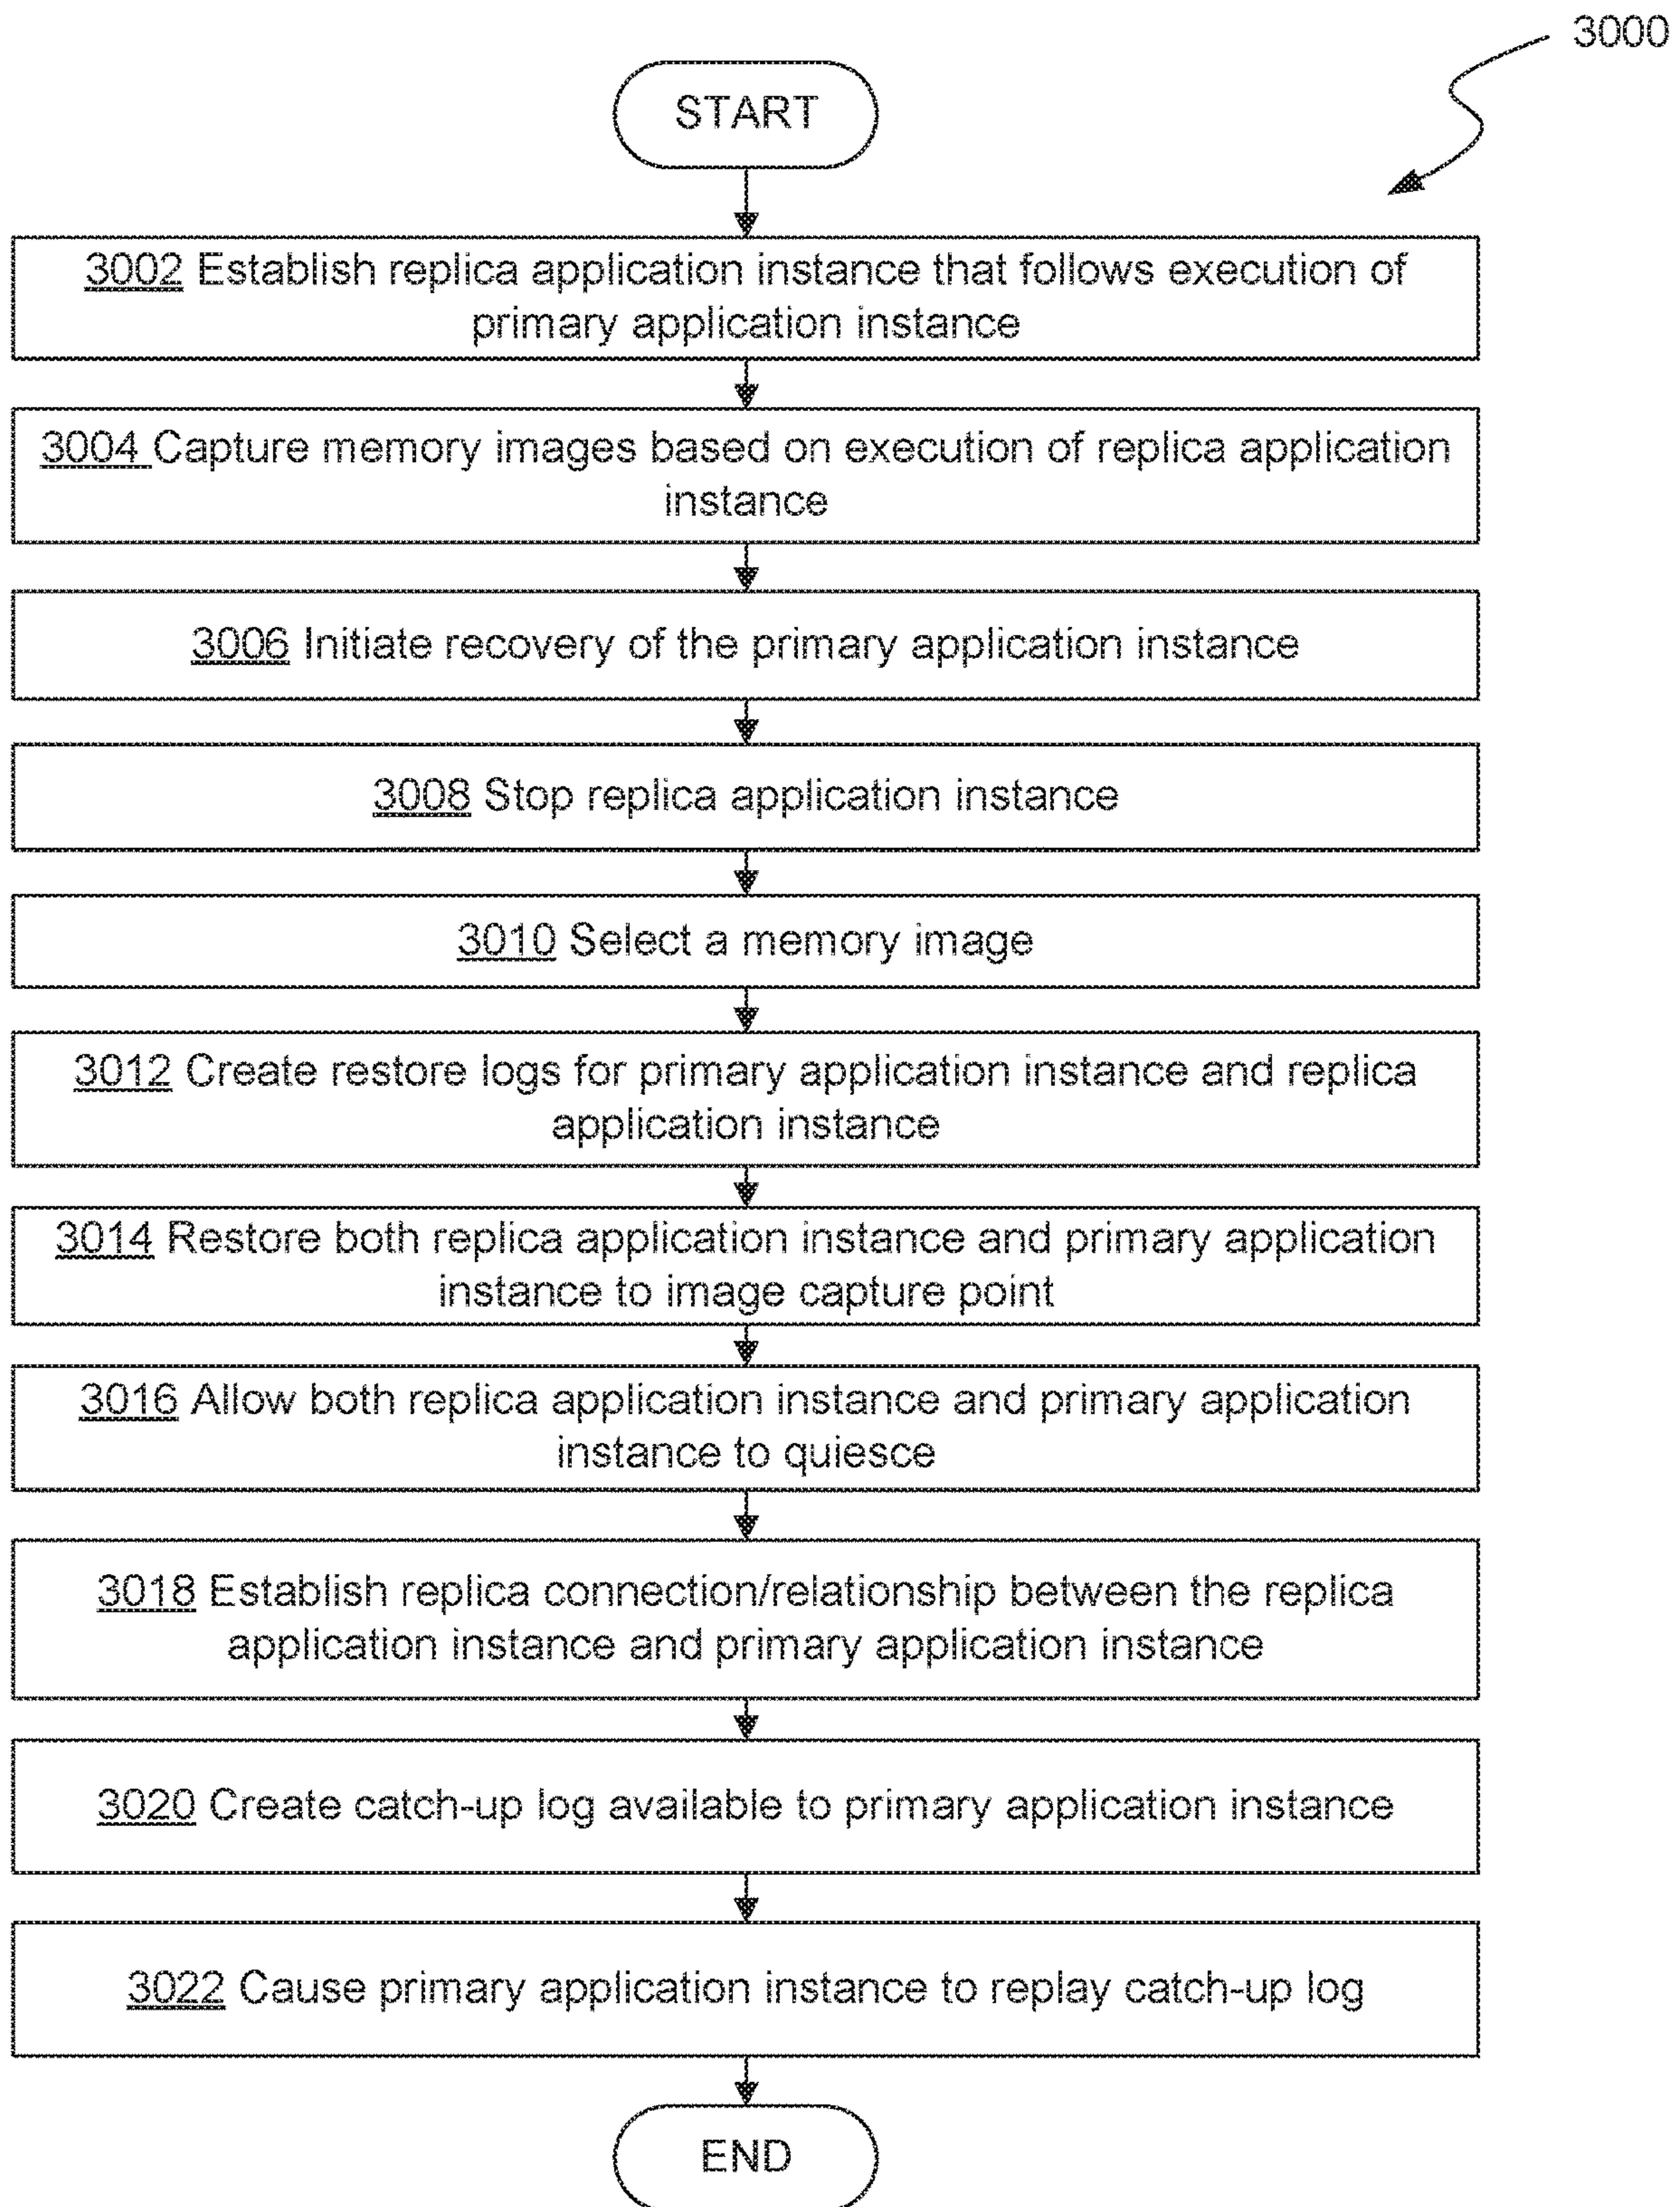 3000
START
3002 Establish replica application instance that follows execution of
primary application instance
3004 Capture memory images based on execution of replica application
instance
3006 Initiate recovery of the primary application instance
3008 Stop replica application instance
3010 Select a memory image
3012 Create restore logs for primary application instance and replica
application instance
3014 Restore both replica application instance and primary application
instance to image capture point
3016 Allow both replica application instance and primary application
instance to quiesce
3018 Establish replica connection/relationship between the replica
application instance and primary application instance
3020 Create catch-up log available to primary application instance
3022 Cause primary application instance to replay catch-up log
END